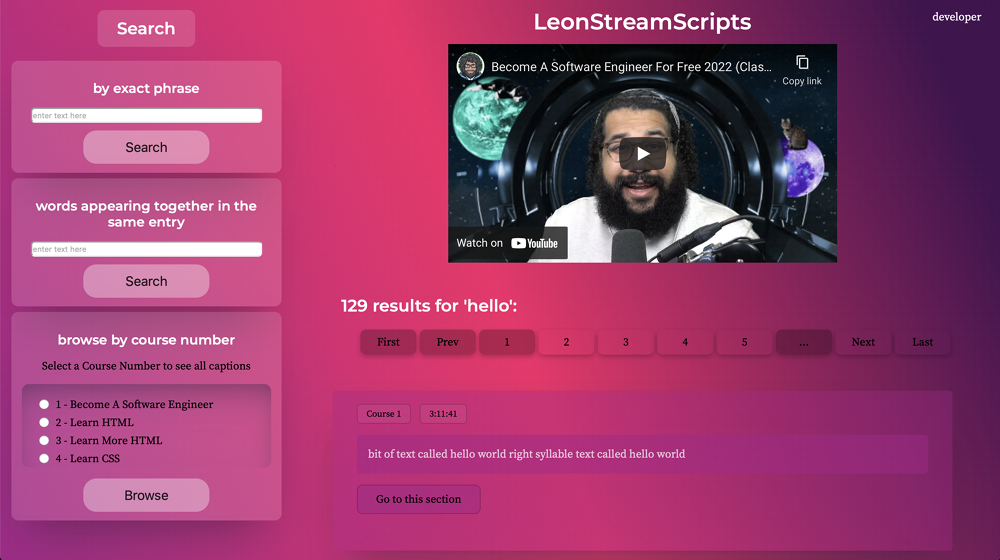 Search
by exact phrase
enter text here
Search
words appearing together in the
same entry
enter text here
Search
browse by course number
Select a Course Number to see all captions
1 - Become A Software Engineer
2 - Learn HTML
3 - Learn More HTML
4 - Learn CSS
Browse
LeonStreamScripts
developer
Become A Software Engineer For Free 2022 (Clas...
Copy link
Watch on YouTube
129 results for 'hello':
First Prev 1 2 3 4 5 ... Next Last
Course 1 3:11:41
bit of text called hello world right syllable text called hello world
Go to this section